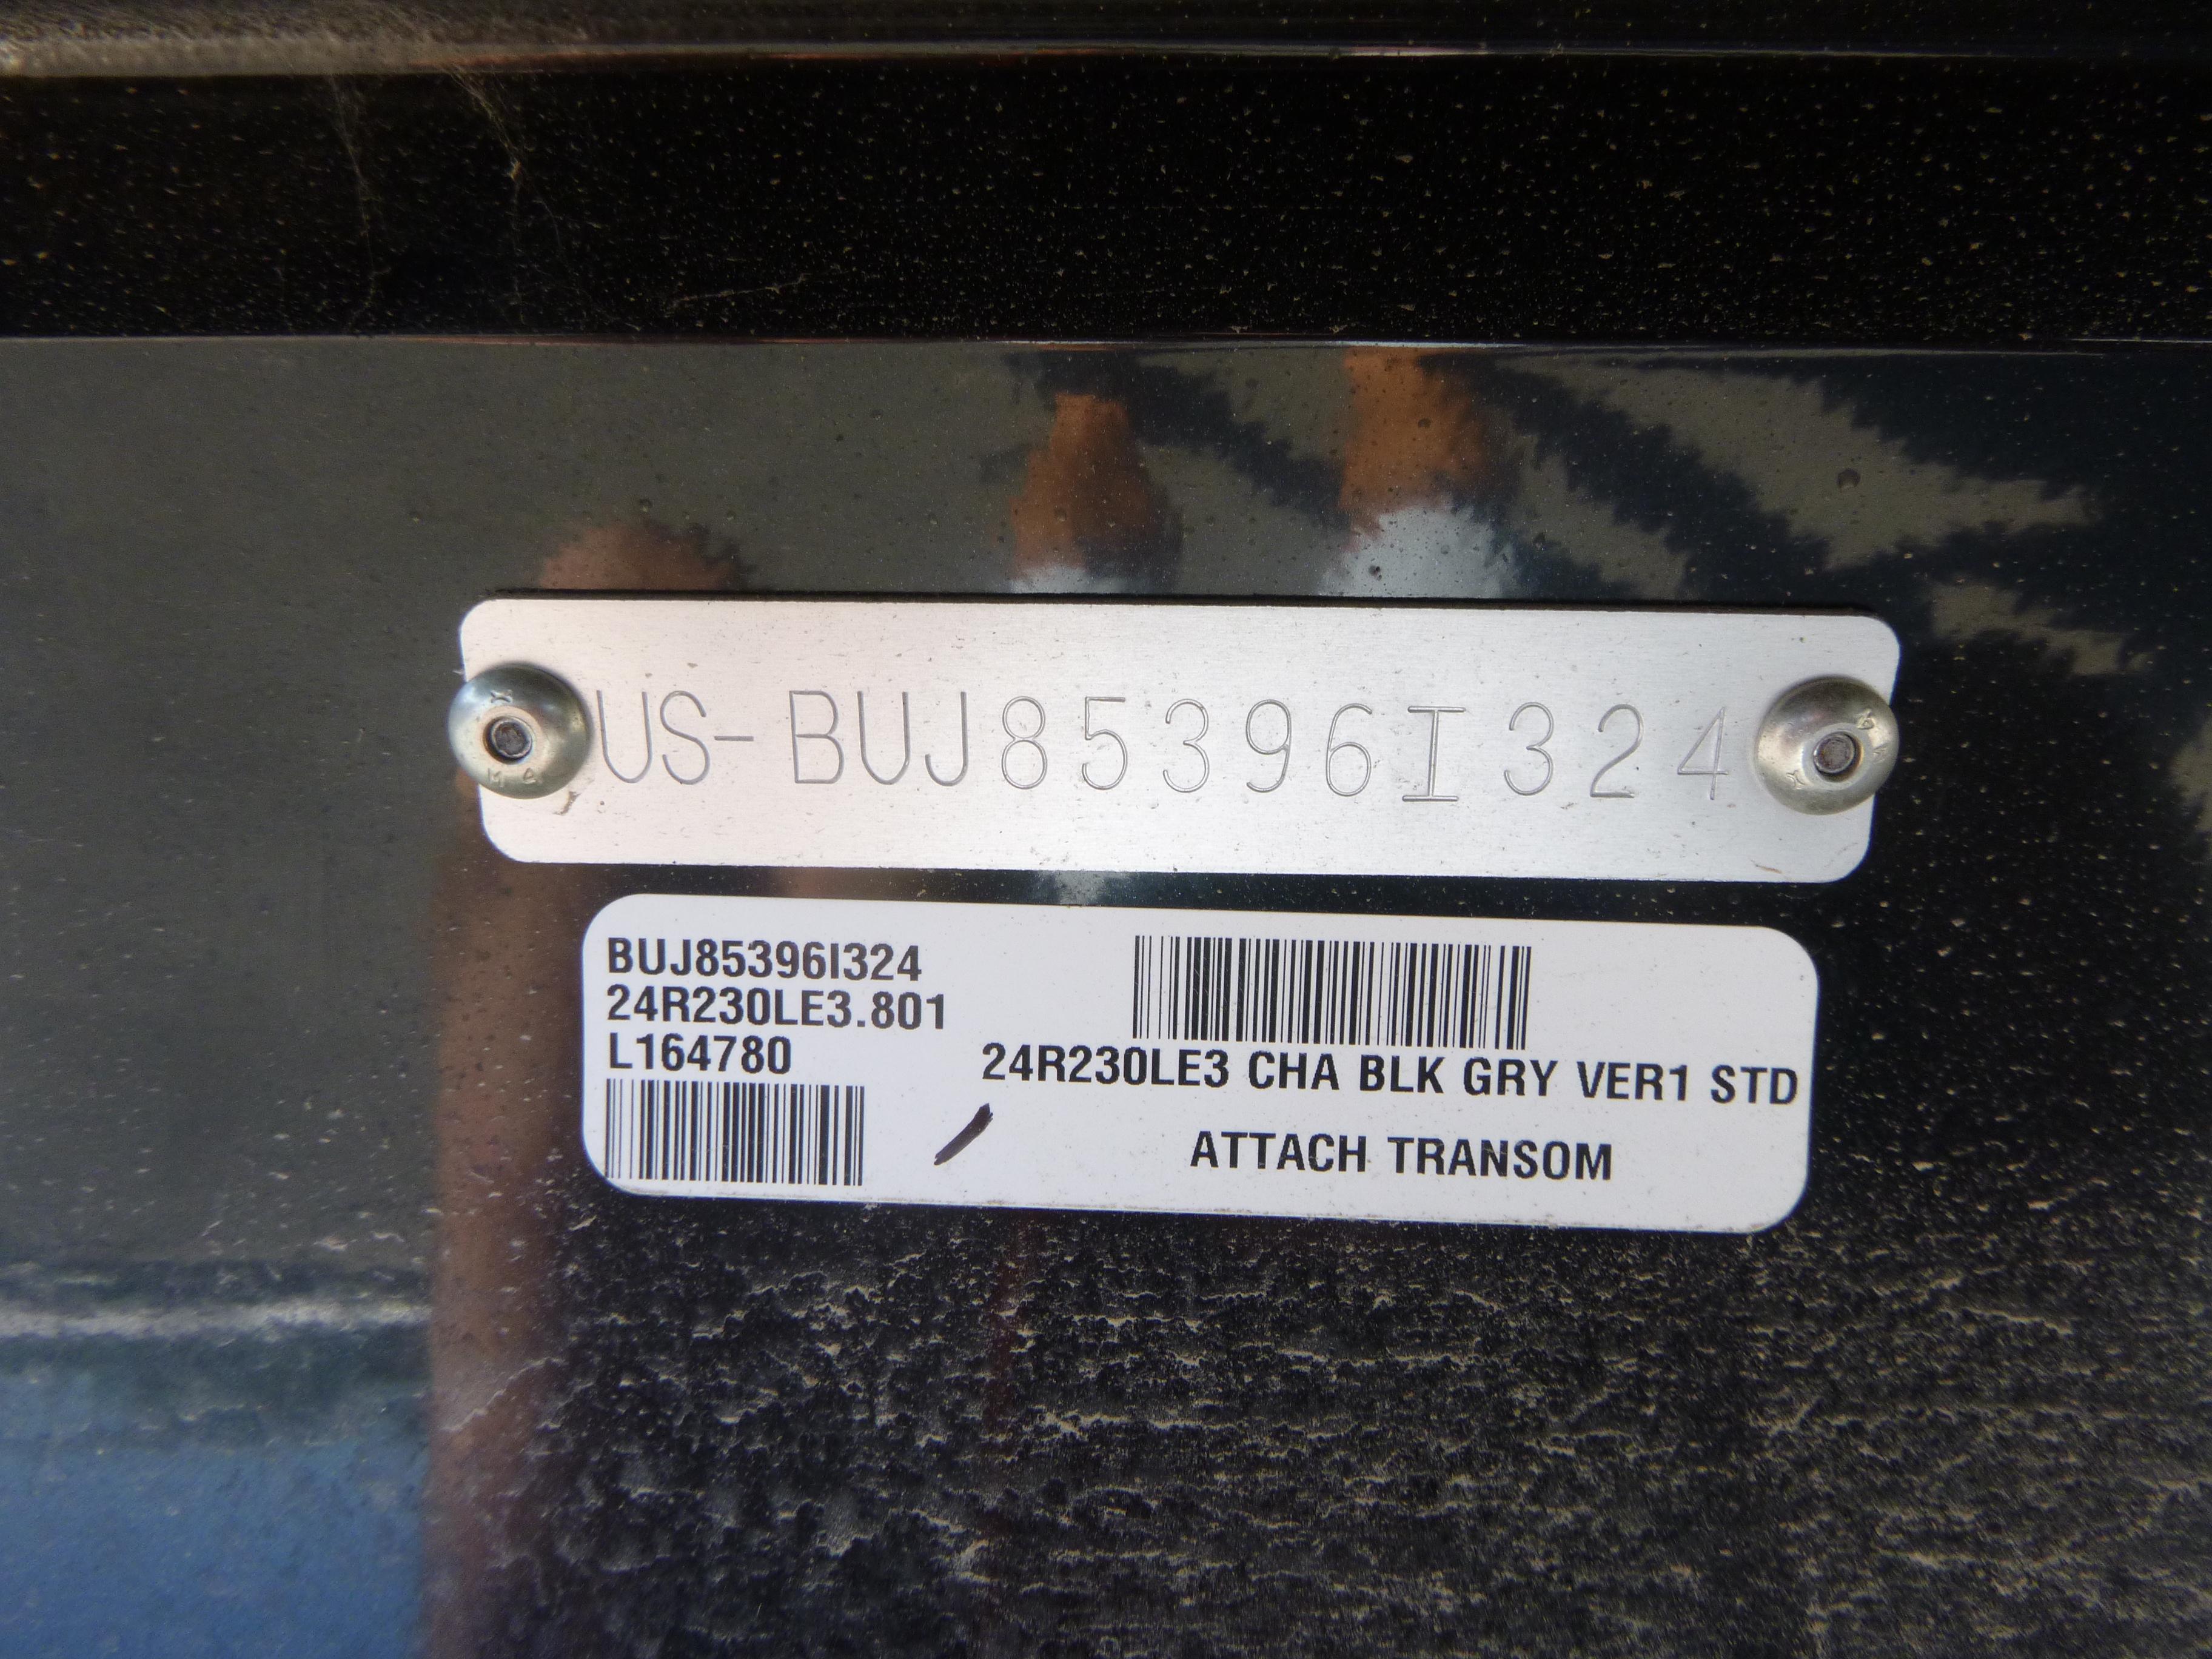 US-BUJ85396I324
BUJ85396I324
24R230LE3.801
L164780
24R230LE3 CHA BLK GRY VER1 STD
ATTACH TRANSOM